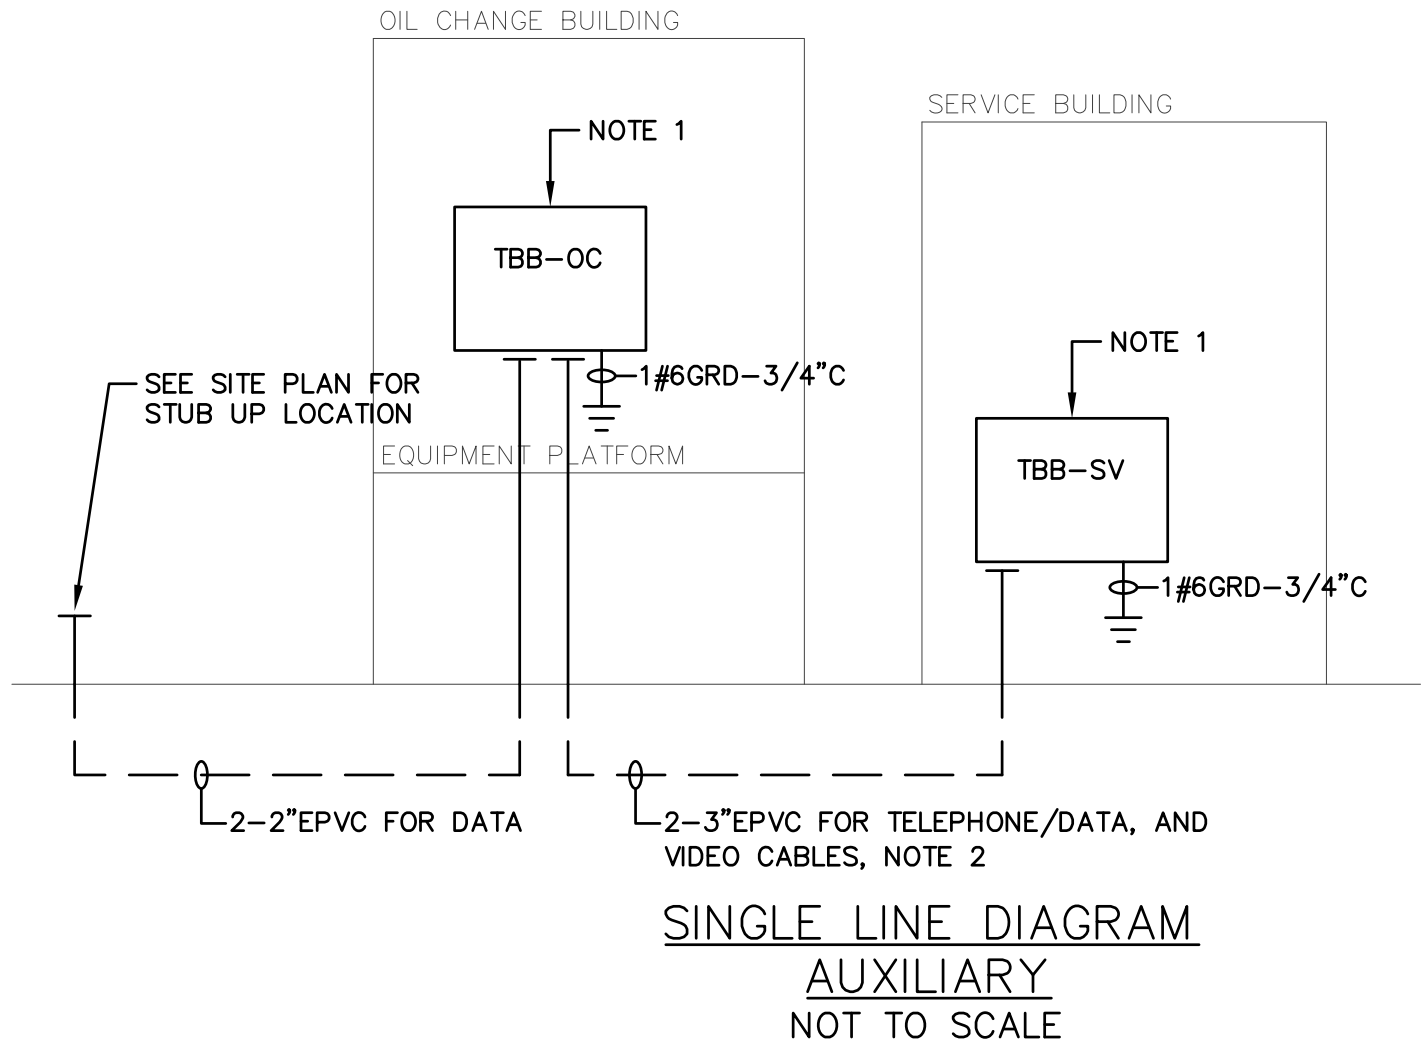 OIL CHANGE BUILDING
SERVICE BUILDING
NOTE 1
TBB-OC
NOTE 1
1#6GRD-3/4"C
SEE SITE PLAN FOR
STUB UP LOCATION
EQUIPMENT PLATFORM
TBB-SV
1#6GRD-3/4"C
2-2"EPVC FOR DATA
2-3"EPVC FOR TELEPHONE/DATA, AND
VIDEO CABLES, NOTE 2
SINGLE LINE DIAGRAM
AUXILIARY
NOT TO SCALE